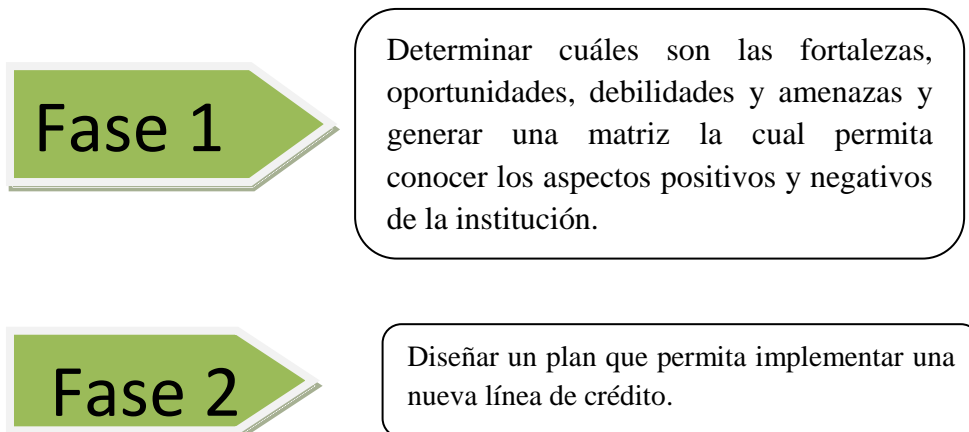 Fase 1
Determinar cuáles son las fortalezas,
oportunidades, debilidades y amenazas y
generar una matriz la cual permita
conocer los aspectos positivos y negativos
de la institución.
Fase 2
Diseñar un plan que permita implementar una
nueva línea de crédito.